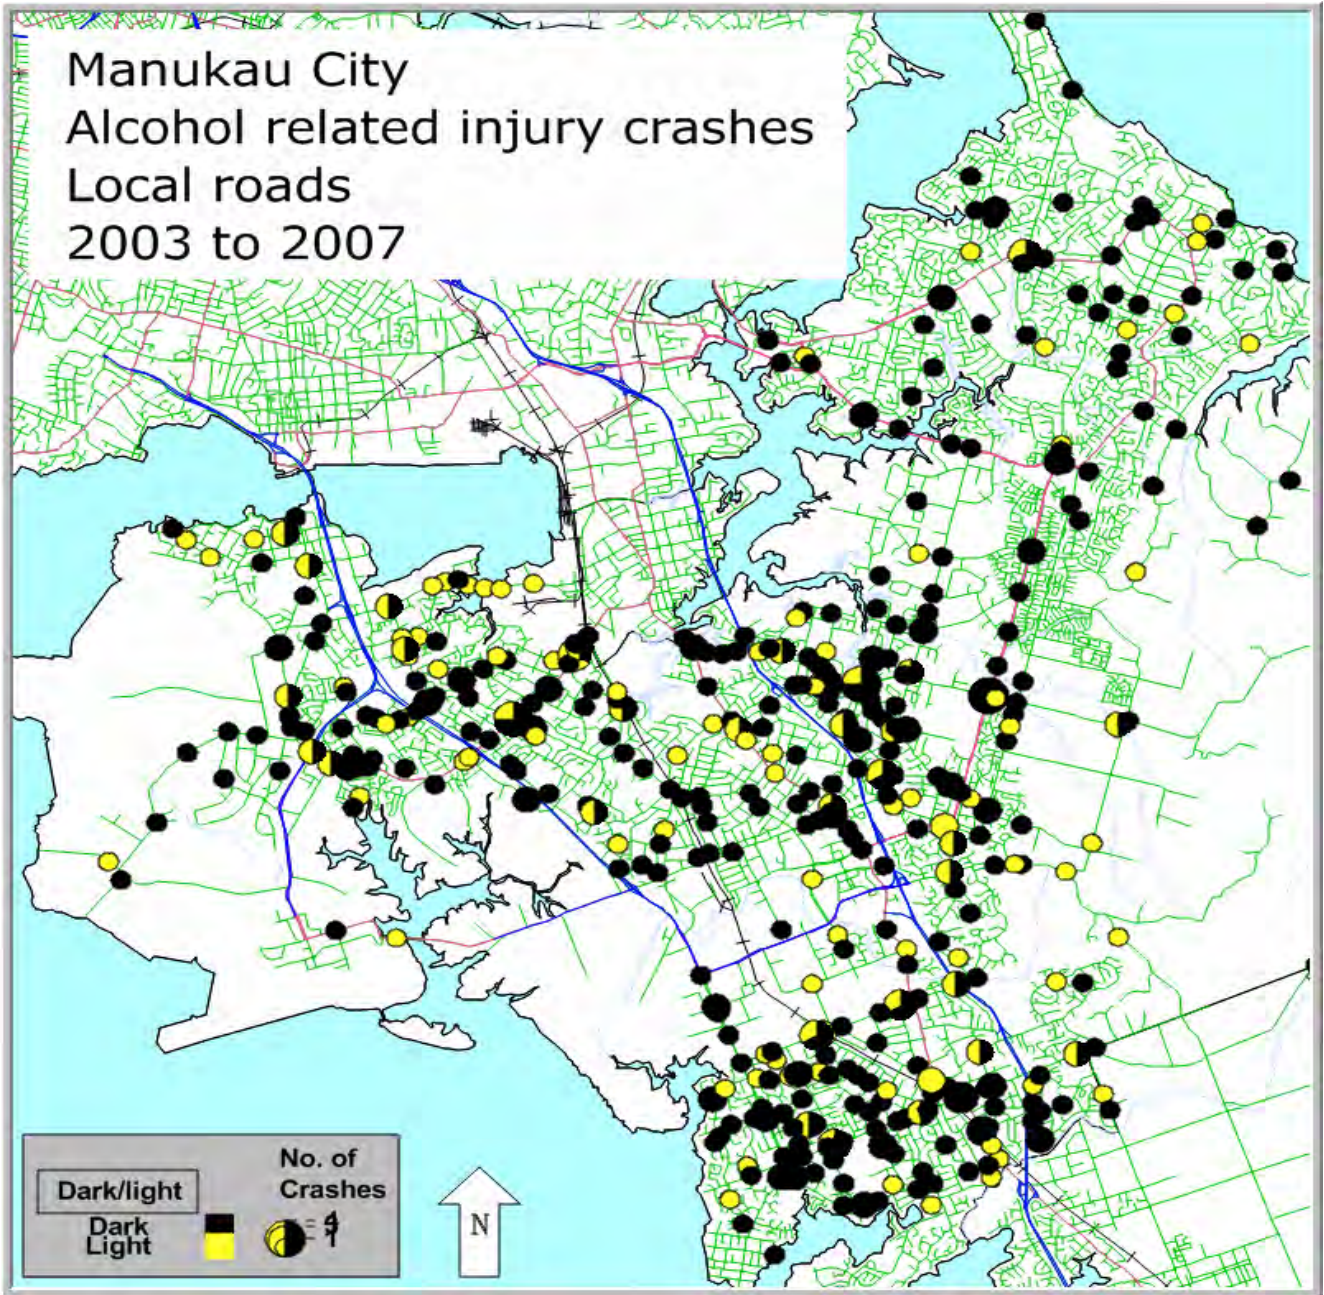 Manukau City
Alcohol related injury crashes
Local roads
2003 to 2007
No. of
Crashes
Dark/light
Dark
Light
N